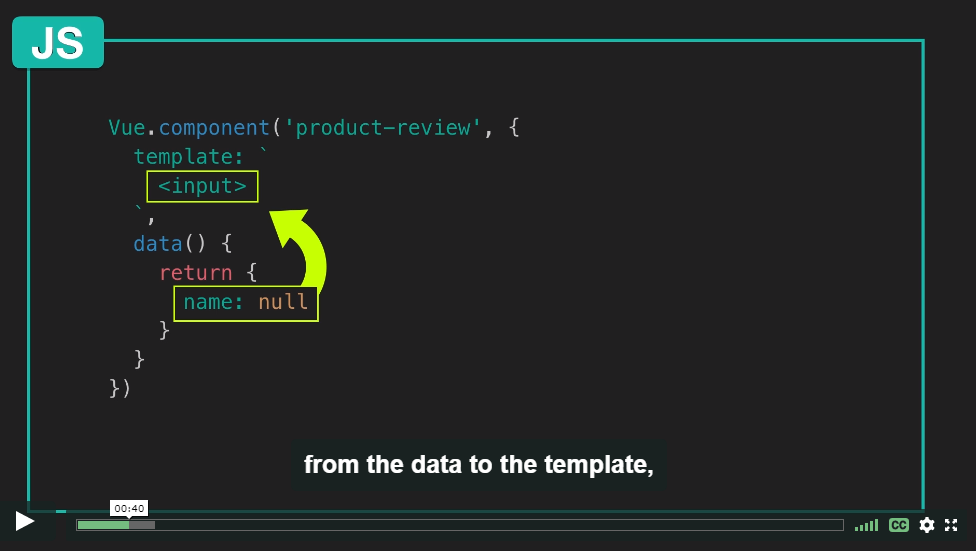 JS
Vue.component('product-review', {
template: `
<input>
`,
data() {
return {
name: null
}
}
})
from the data to the template,
00:40
CC